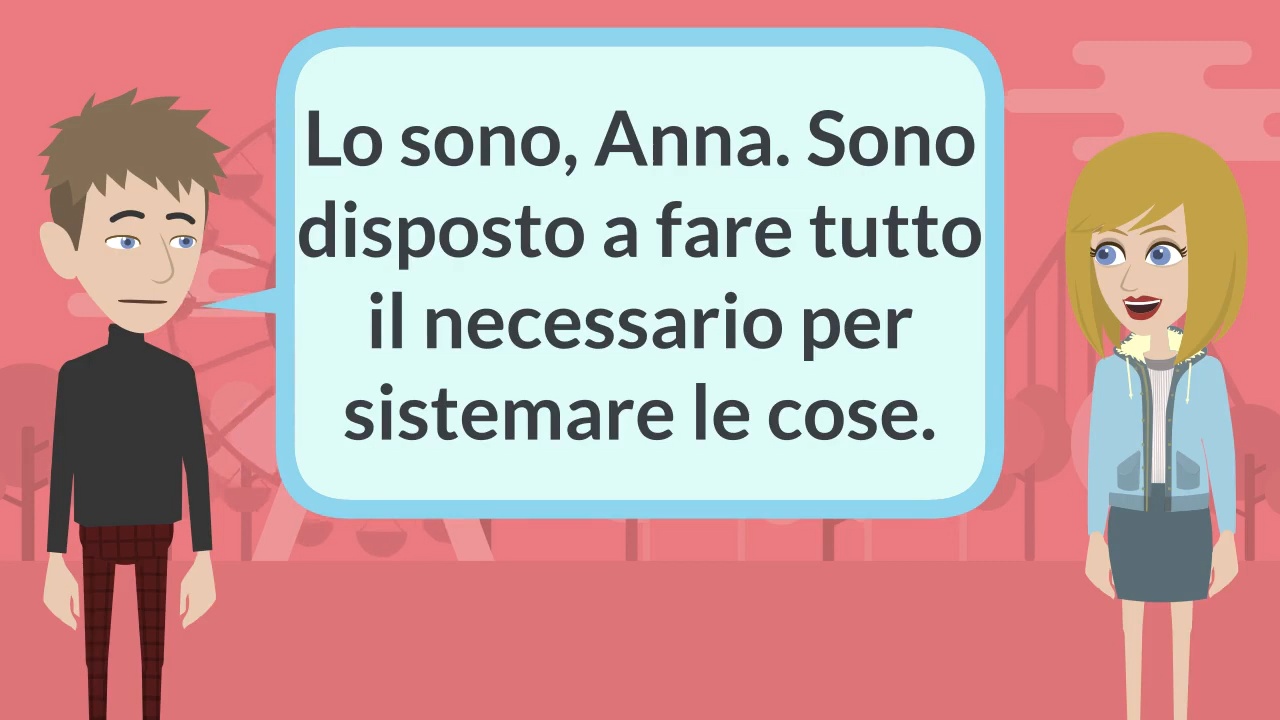 Lo sono, Anna. Sono
disposto a fare tutto
il necessario per
sistemare le cose.